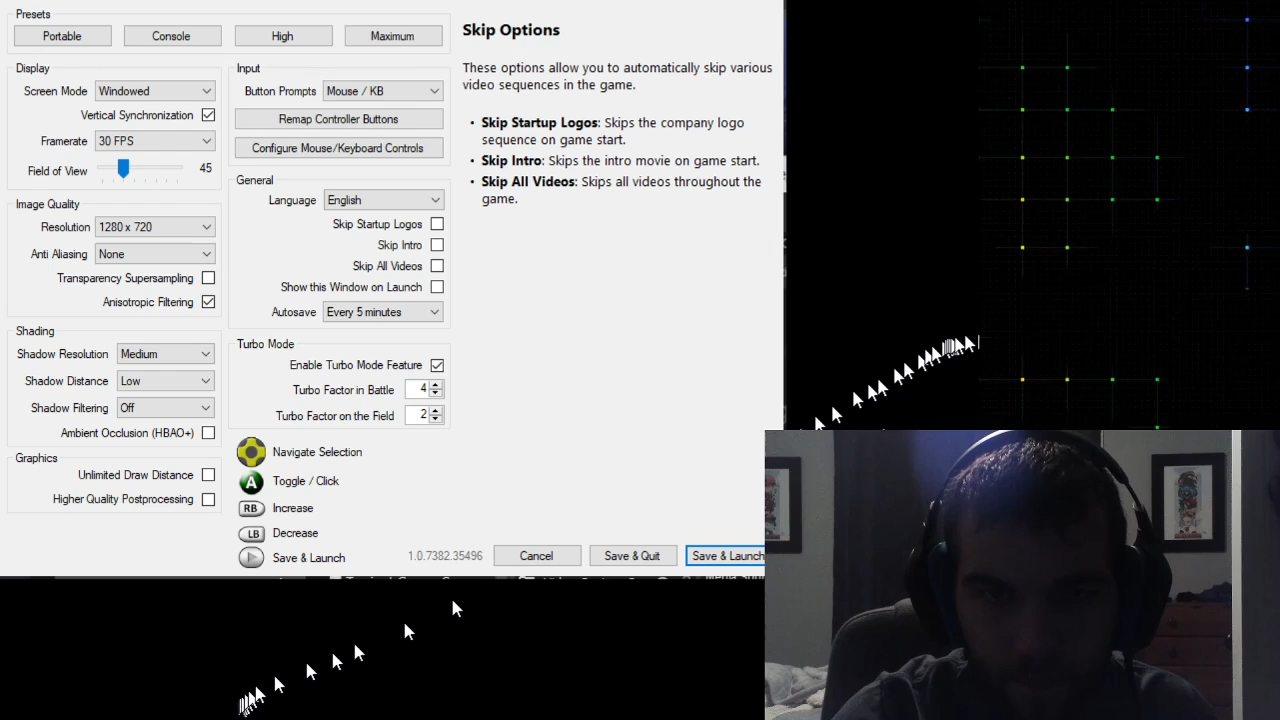 Presets
Portable
Console
High
Maximum
Display
Screen Mode Windowed
Vertical Synchronization
Framerate 30 FPS
Field of View 45
Image Quality
Resolution 1280 x 720
Anti Aliasing None
Transparency Supersampling
Anisotropic Filtering
Shading
Shadow Resolution Medium
Shadow Distance Low
Shadow Filtering Off
Ambient Occlusion (HBAO+)
Graphics
Unlimited Draw Distance
Higher Quality Postprocessing
Input
Button Prompts Mouse / KB
Remap Controller Buttons
Configure Mouse/Keyboard Controls
General
Language English
Skip Startup Logos
Skip Intro
Skip All Videos
Show this Window on Launch
Autosave Every 5 minutes
Turbo Mode
Enable Turbo Mode Feature
Turbo Factor in Battle 4
Turbo Factor on the Field 2
Navigate Selection
A Toggle / Click
RB Increase
LB Decrease
Save & Launch
Skip Options
These options allow you to automatically skip various
video sequences in the game.
• Skip Startup Logos: Skips the company logo
sequence on game start.
• Skip Intro: Skips the intro movie on game start.
• Skip All Videos: Skips all videos throughout the
game.
1.0.7382.35496
Cancel
Save & Quit
Save & Launch